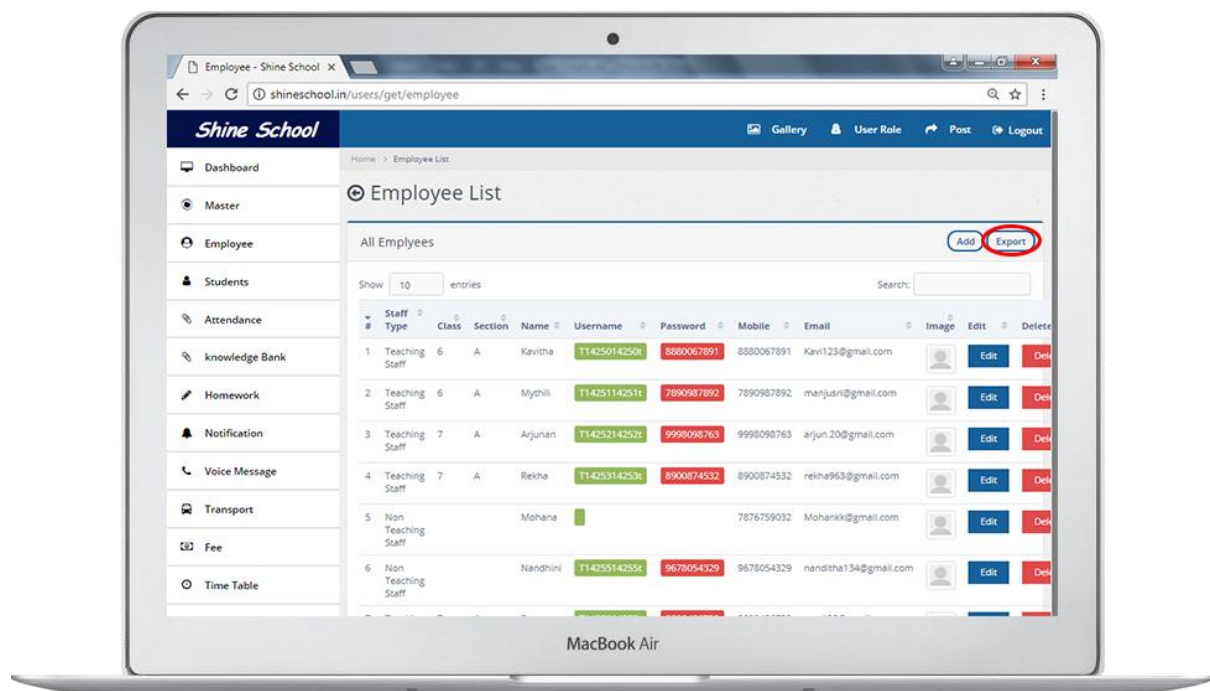 Employee - Shine School ×
shineschool.in/users/get/employee
Shine School Gallery User Role Post Logout
Home > Employee List
Employee List
All Emplyees Add Export
Show 10 entries Search:
# Staff Type Class Section Name Username Password Mobile Email Image Edit Delete
1 Teaching Staff 6 A Kavitha T1425014250t 8880067891 8880067891 Kavi123@gmail.com Edit Del
2 Teaching Staff 6 A Mythili T1425114251t 7890987892 7890987892 manjusri@gmail.com Edit Del
3 Teaching Staff 7 A Arjunan T1425214252t 9998098763 9998098763 arjun.20@gmail.com Edit Del
4 Teaching Staff 7 A Rekha T1425314253t 8900874532 8900874532 rekha963@gmail.com Edit Del
5 Non Teaching Staff Mohana 7876759032 Mohankk@gmail.com Edit Del
6 Non Teaching Staff Nandhini T1425514255t 9678054329 9678054329 nanditha134@gmail.com Edit Del
Dashboard
Master
Employee
Students
Attendance
knowledge Bank
Homework
Notification
Voice Message
Transport
Fee
Time Table
MacBook Air